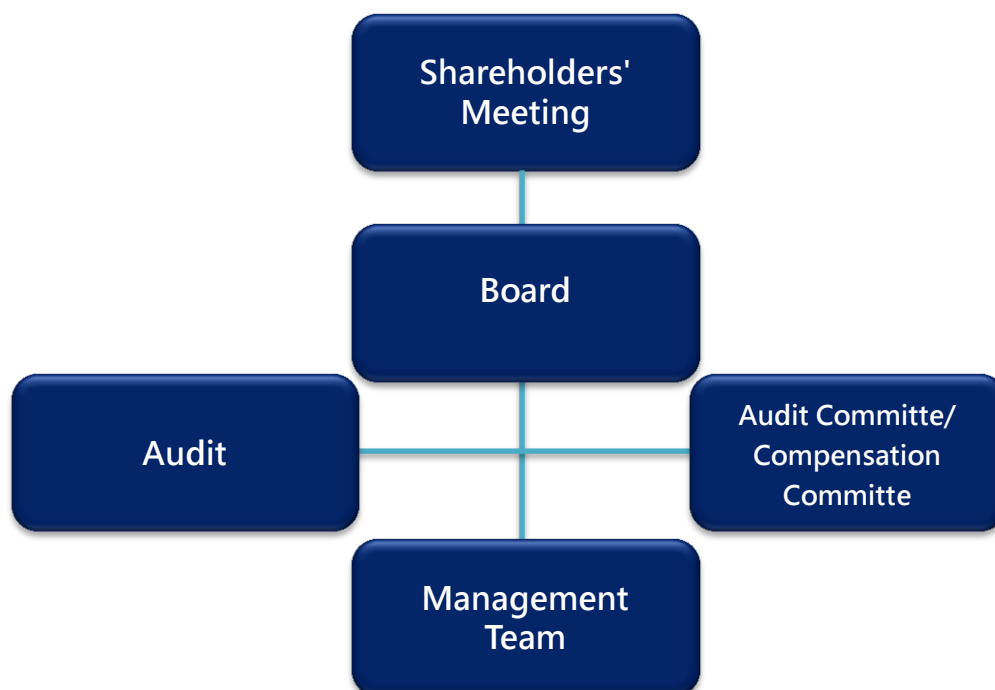 Shareholders'
Meeting
Board
Audit
Audit Committe/
Compensation
Committe
Management
Team